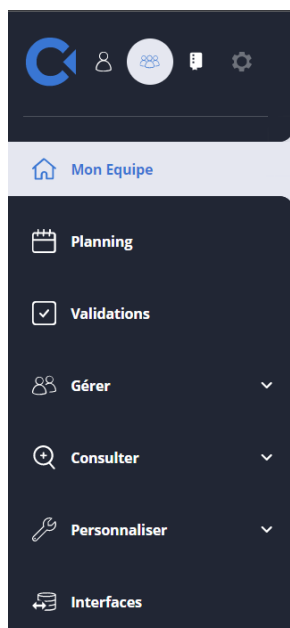 Mon Equipe
Planning
Validations
Gérer
Consulter
Personnaliser
Interfaces